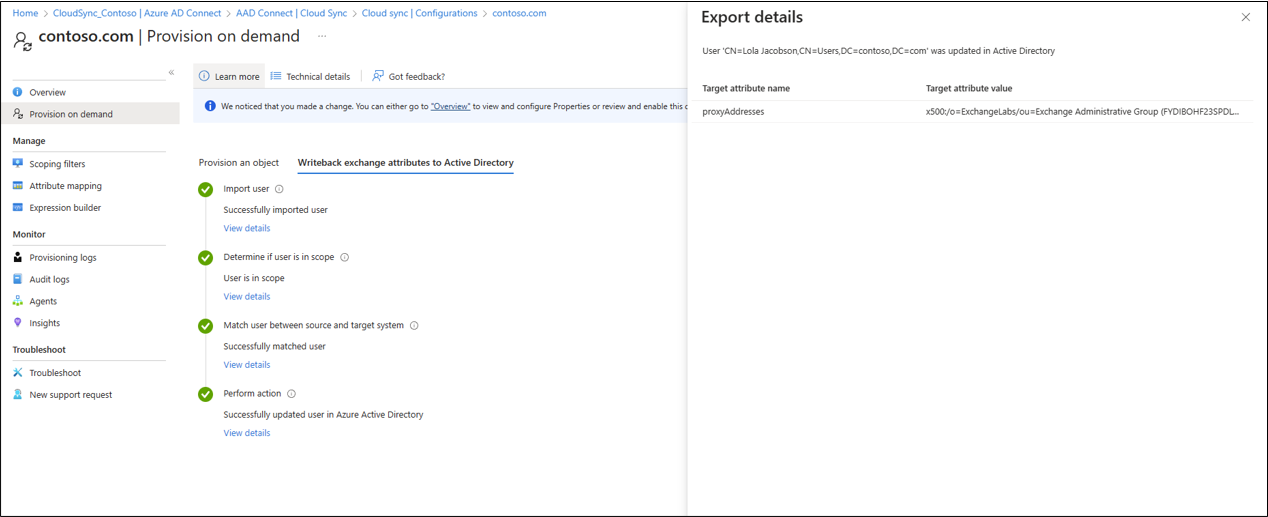 Home > CloudSync_Contoso | Azure AD Connect > AAD Connect | Cloud Sync > Cloud sync | Configurations > contoso.com
contoso.com | Provision on demand ...
«
Overview
Provision on demand
Manage
Scoping filters
Attribute mapping
Expression builder
Monitor
Provisioning logs
Audit logs
Agents
Insights
Troubleshoot
Troubleshoot
New support request
Learn more
Technical details
Got feedback?
We noticed that you made a change. You can either go to "Overview" to view and configure Properties or review and enable this c
Provision an object
Writeback exchange attributes to Active Directory
Import user
Successfully imported user
View details
Determine if user is in scope
User is in scope
View details
Match user between source and target system
Successfully matched user
View details
Perform action
Successfully updated user in Azure Active Directory
View details
Export details
User 'CN=Lola Jacobson,CN=Users,DC=contoso,DC=com' was updated in Active Directory
Target attribute name Target attribute value
proxyAddresses x500:/o=ExchangeLabs/ou=Exchange Administrative Group (FYDIBOHF23SPDL...